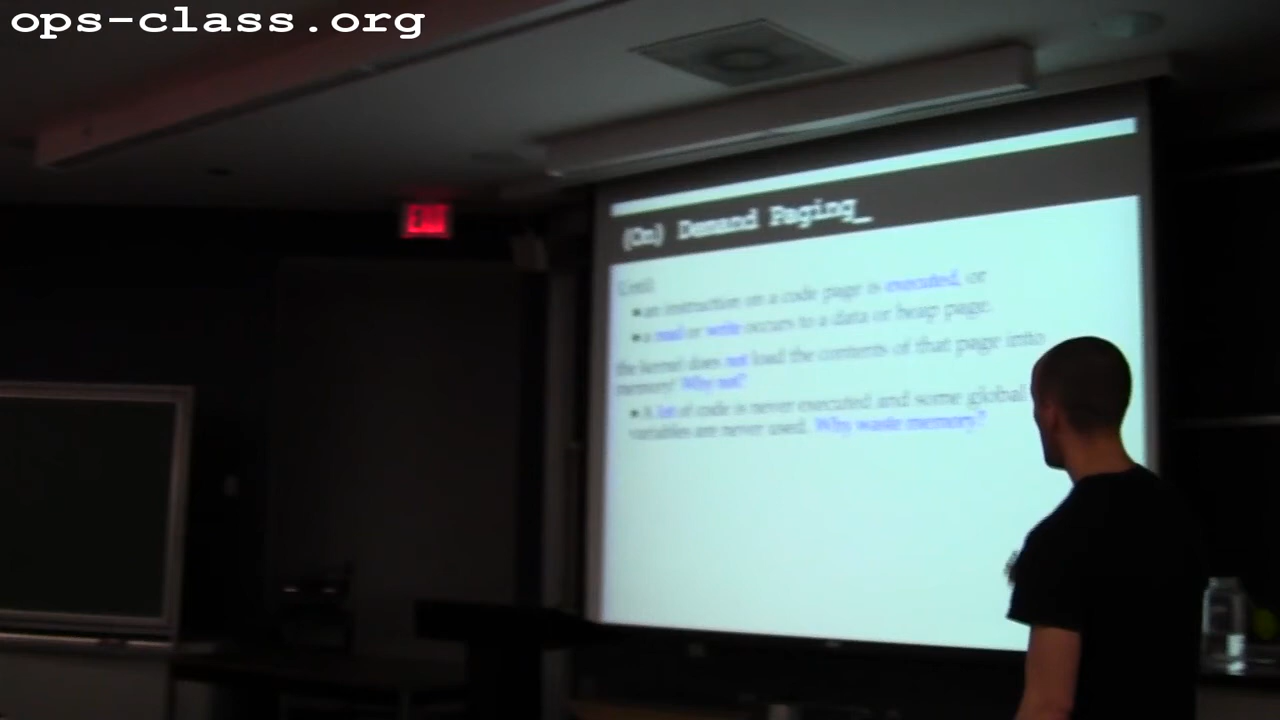 ops-class.org
EXIT
(On) Demand Paging_
Until
an instruction on a code page is executed, or
a read or write occurs to a data or heap page.
the kernel does not load the contents of that page into
memory! Why not?
A lot of code is never executed and some global
variables are never used. Why waste memory?